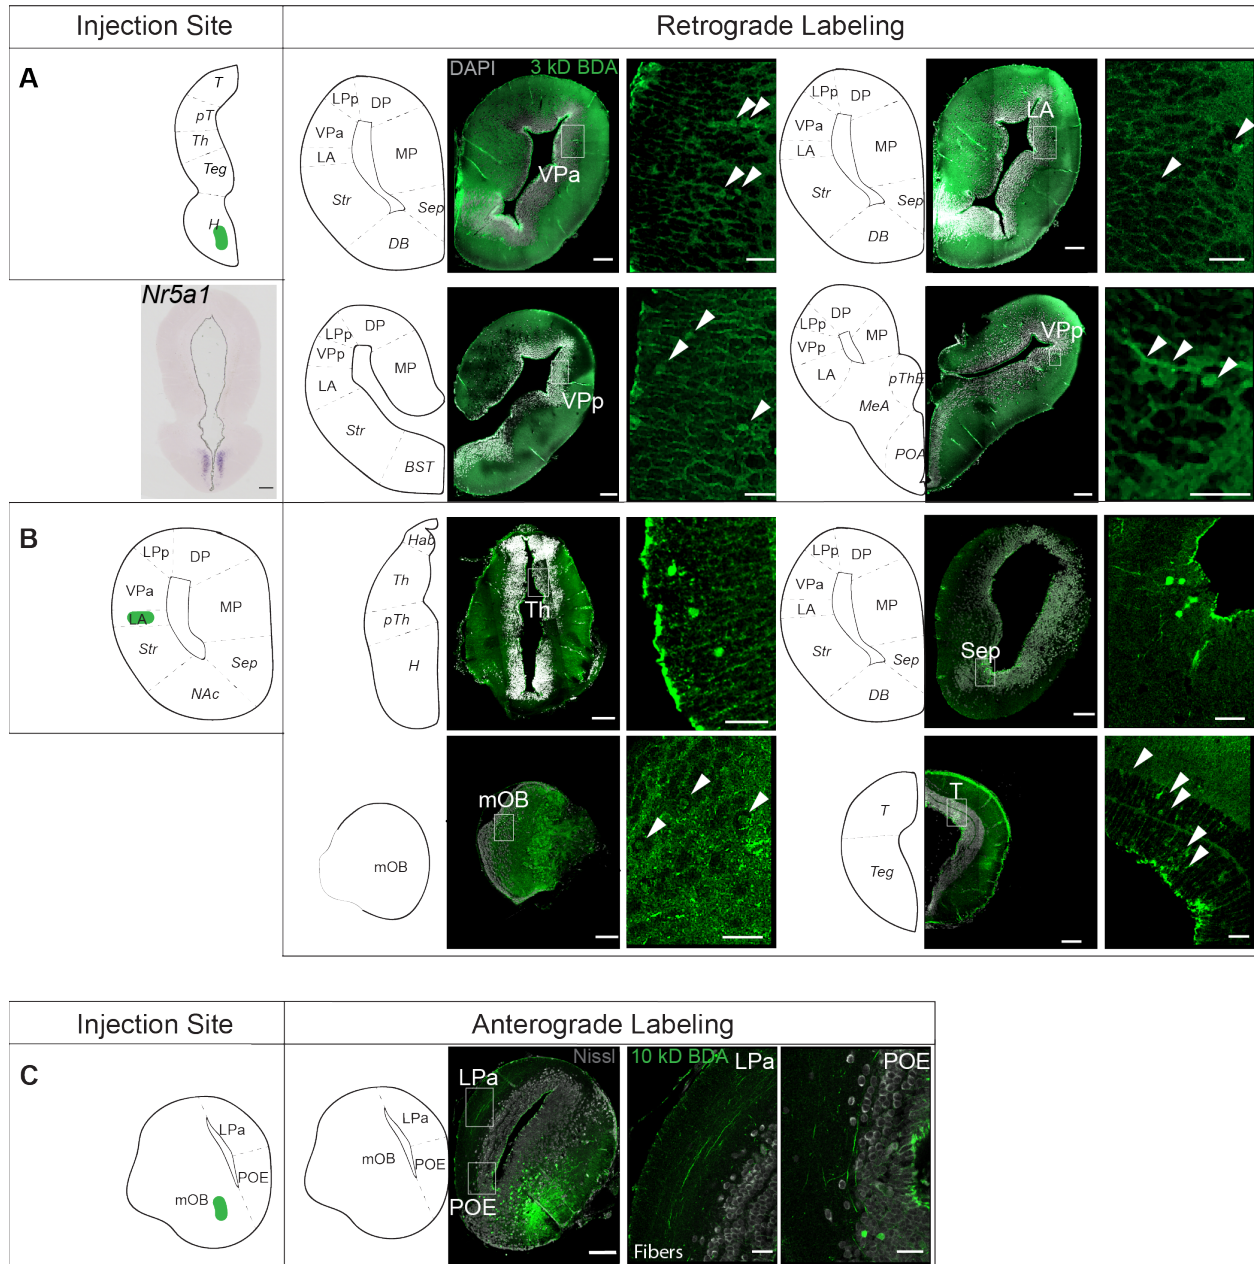 Injection Site
Retrograde Labeling
A
T
pT
Th
Teg
H
LPp
DP
VPa
MP
LA
Str
Sep
DB
DAPI
3 kD BDA
VPa
LPp
DP
VPa
MP
LA
Str
Sep
DB
LA
Nr5a1
LPp
DP
VPp
MP
LA
Str
BST
VPp
DP
LPp
MP
VPp
LA
pThE
MeA
POA
VPp
B
LPp
DP
VPa
MP
LA
Str
Sep
NAc
Hab
Th
pTh
H
Th
LPp
DP
VPa
MP
LA
Str
Sep
DB
Sep
mOB
mOB
T
Teg
T
Injection Site
Anterograde Labeling
C
LPa
POE
mOB
LPa
mOB
POE
Nissl
10 kD BDA
LPa
POE
LPa
Fibers
POE